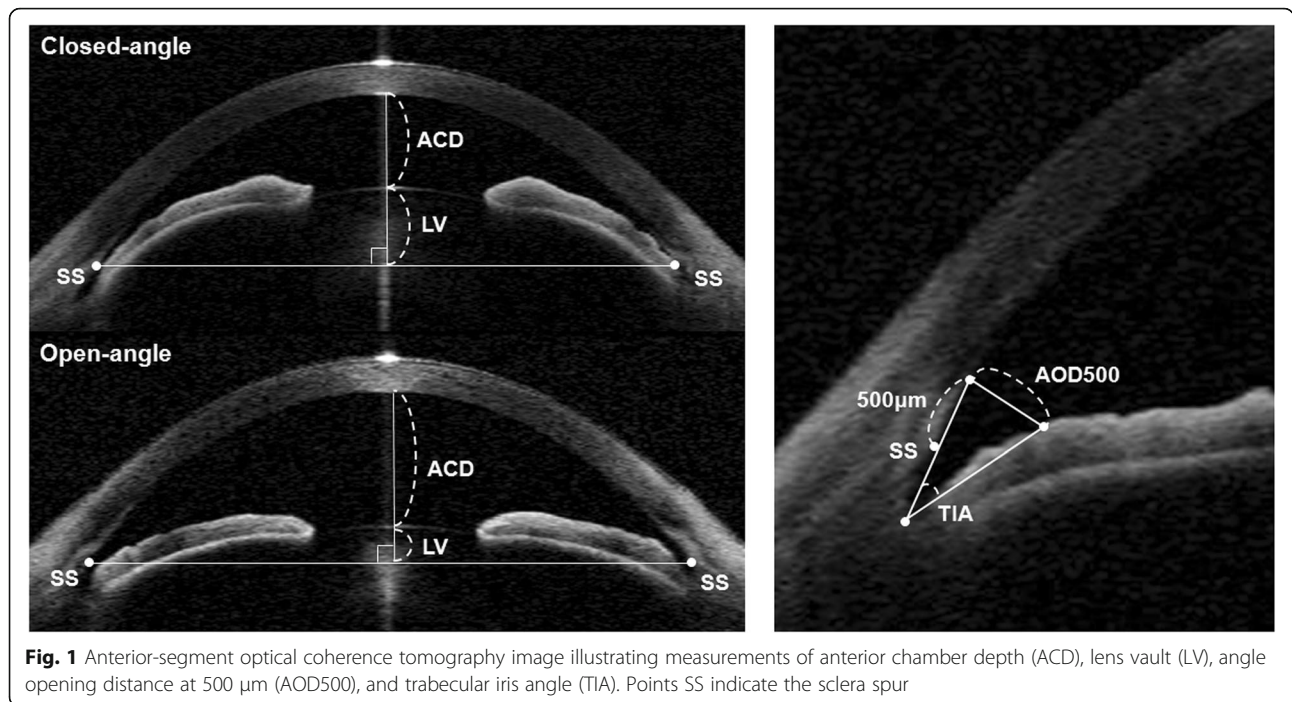 Closed-angle
ACD
LV
SS
SS
Open-angle
ACD
LV
SS
SS
AOD500
500μm
SS
TIA
Fig. 1 Anterior-segment optical coherence tomography image illustrating measurements of anterior chamber depth (ACD), lens vault (LV), angle
opening distance at 500 μm (AOD500), and trabecular iris angle (TIA). Points SS indicate the sclera spur